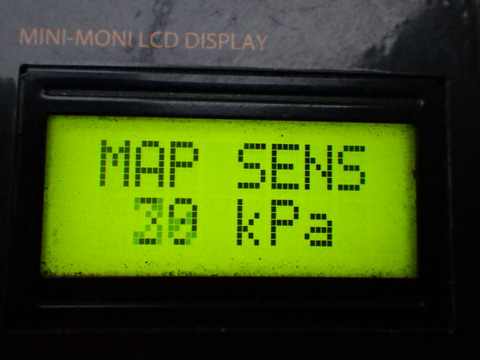 MINI-MONI LCD DISPLAY
MAP SENS
30 kPa